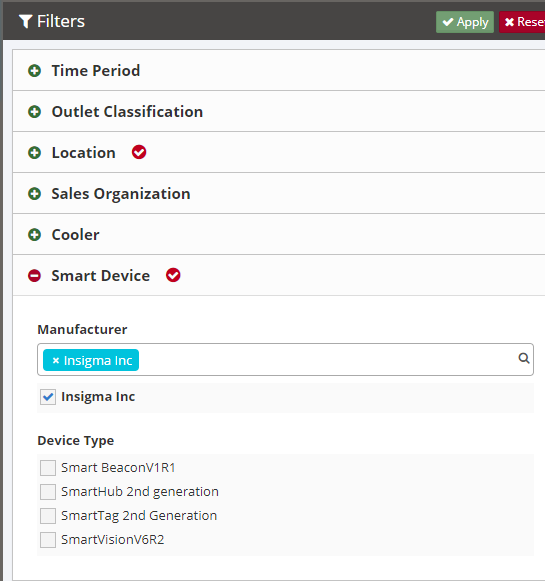 Filters
Apply
Rese
Time Period
Outlet Classification
Location
Sales Organization
Cooler
Smart Device
Manufacturer
× Insigma Inc
Insigma Inc
Device Type
Smart BeaconV1R1
SmartHub 2nd generation
SmartTag 2nd Generation
SmartVisionV6R2